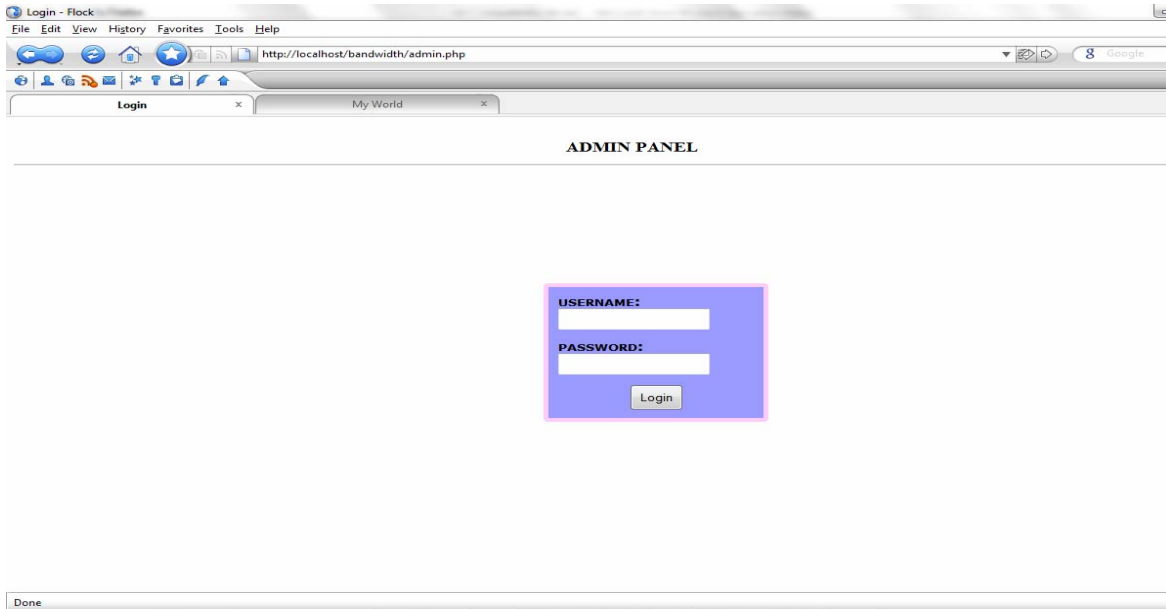 Login - Flock
File Edit View History Favorites Tools Help
http://localhost/bandwidth/admin.php
Google
Login
My World
ADMIN PANEL
USERNAME:
PASSWORD:
Login
Done